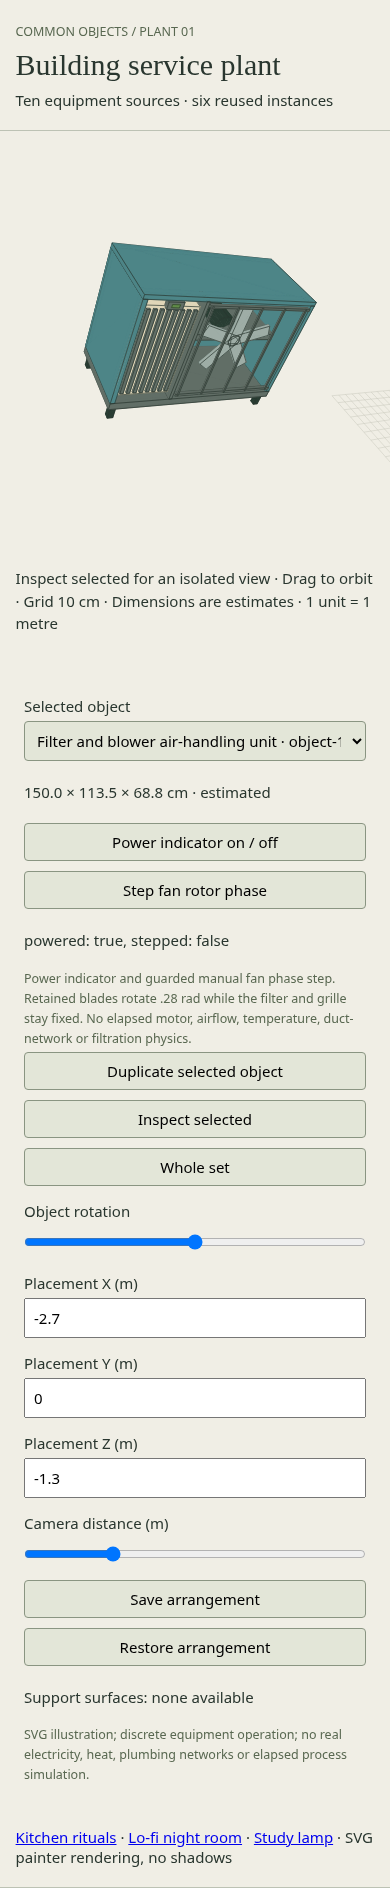 COMMON OBJECTS / PLANT 01
Building service plant
Ten equipment sources · six reused instances
Inspect selected for an isolated view · Drag to orbit
· Grid 10 cm · Dimensions are estimates · 1 unit = 1
metre
Selected object
Filter and blower air-handling unit · object-1
150.0 × 113.5 × 68.8 cm · estimated
Power indicator on / off
Step fan rotor phase
powered: true, stepped: false
Power indicator and guarded manual fan phase step.
Retained blades rotate .28 rad while the filter and grille
stay fixed. No elapsed motor, airflow, temperature, duct-
network or filtration physics.
Duplicate selected object
Inspect selected
Whole set
Object rotation
Placement X (m)
-2.7
Placement Y (m)
0
Placement Z (m)
-1.3
Camera distance (m)
Save arrangement
Restore arrangement
Support surfaces: none available
SVG illustration; discrete equipment operation; no real
electricity, heat, plumbing networks or elapsed process
simulation.
Kitchen rituals · Lo-fi night room · Study lamp · SVG
painter rendering, no shadows